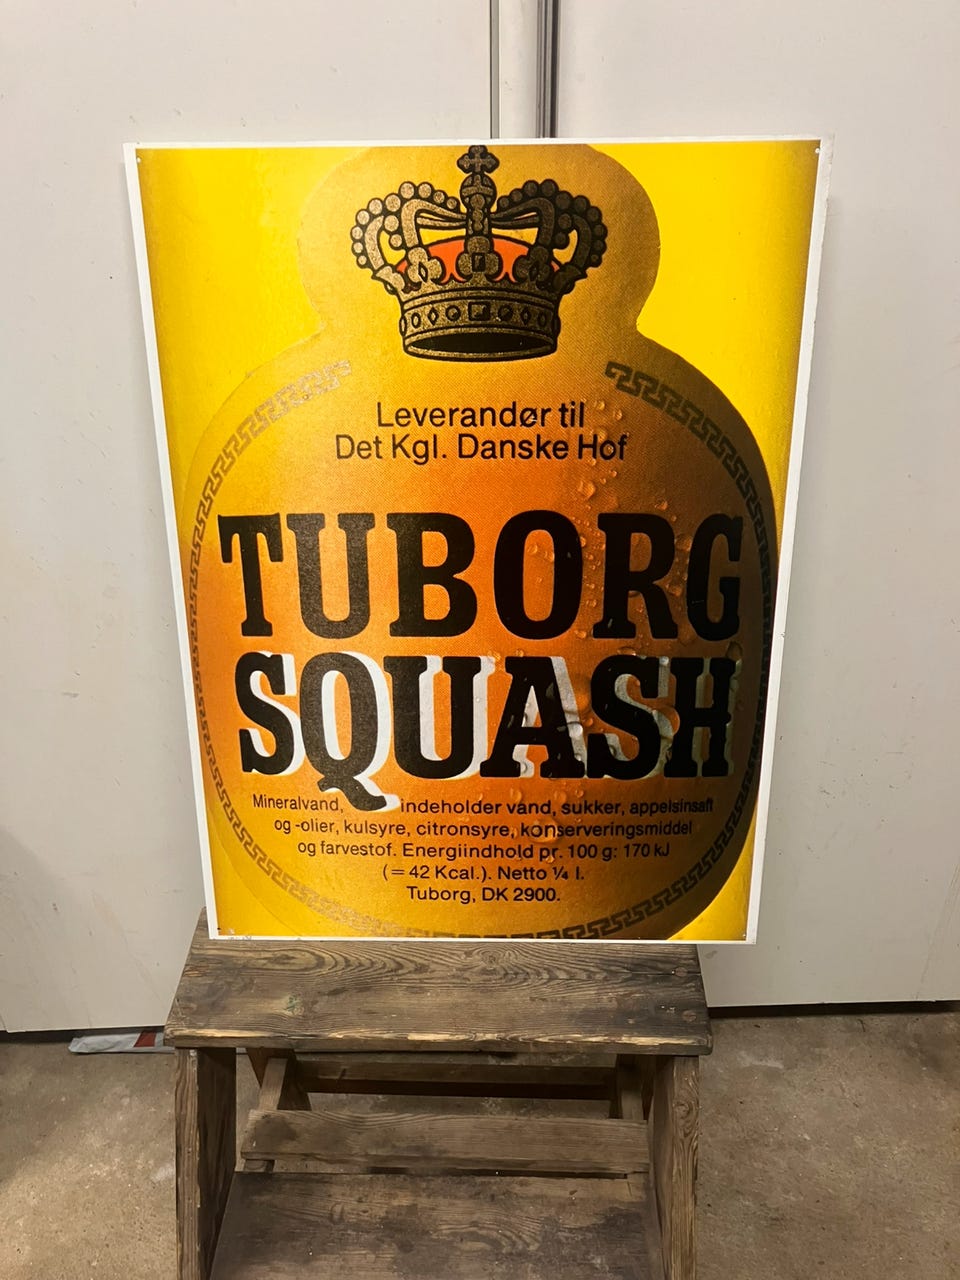 Leverandør til
Det Kgl. Danske Hof
TUBORG
SQUASH
Mineralvand, indeholder vand, sukker, appelsinsaft
og -olier, kulsyre, citronsyre, konserveringsmiddel
og farvestof. Energiindhold pr. 100 g: 170 kJ
(= 42 Kcal.). Netto ¼ l.
Tuborg, DK 2900.